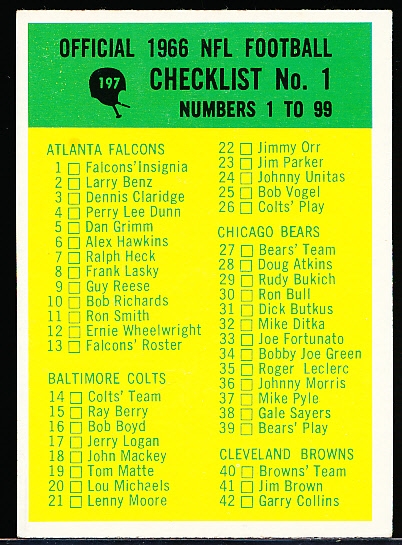 OFFICIAL 1966 NFL FOOTBALL
197
CHECKLIST No. 1
NUMBERS 1 TO 99
ATLANTA FALCONS
1 Falcons' Insignia
2 Larry Benz
3 Dennis Claridge
4 Perry Lee Dunn
5 Dan Grimm
6 Alex Hawkins
7 Ralph Heck
8 Frank Lasky
9 Guy Reese
10 Bob Richards
11 Ron Smith
12 Ernie Wheelwright
13 Falcons' Roster
BALTIMORE COLTS
14 Colts' Team
15 Ray Berry
16 Bob Boyd
17 Jerry Logan
18 John Mackey
19 Tom Matte
20 Lou Michaels
21 Lenny Moore
22 Jimmy Orr
23 Jim Parker
24 Johnny Unitas
25 Bob Vogel
26 Colts' Play
CHICAGO BEARS
27 Bears' Team
28 Doug Atkins
29 Rudy Bukich
30 Ron Bull
31 Dick Butkus
32 Mike Ditka
33 Joe Fortunato
34 Bobby Joe Green
35 Roger Leclerc
36 Johnny Morris
37 Mike Pyle
38 Gale Sayers
39 Bears' Play
CLEVELAND BROWNS
40 Browns' Team
41 Jim Brown
42 Garry Collins